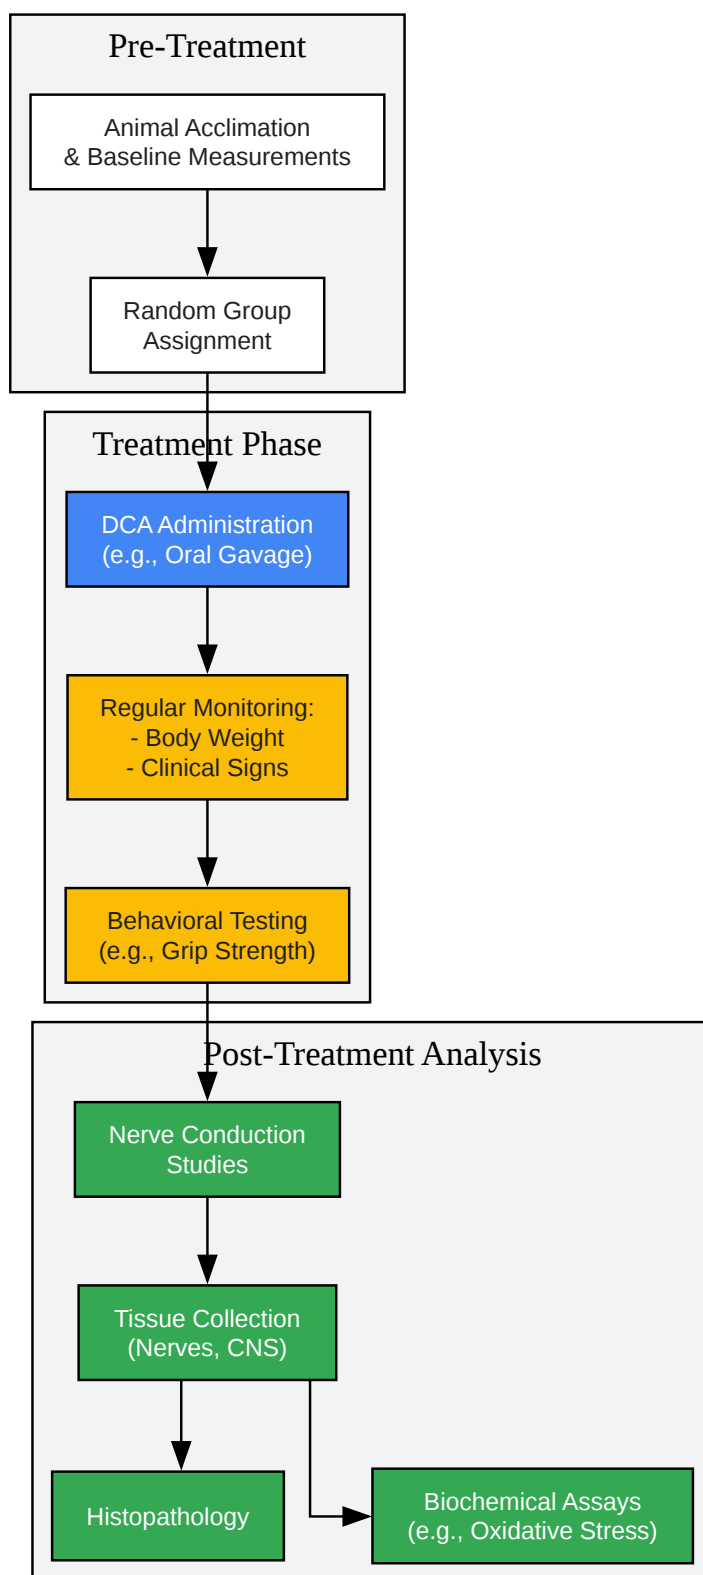 Pre-Treatment
Animal Acclimation
& Baseline Measurements
Random Group
Assignment
Treatment Phase
DCA Administration
(e.g., Oral Gavage)
Regular Monitoring:
- Body Weight
- Clinical Signs
Behavioral Testing
(e.g., Grip Strength)
Post-Treatment Analysis
Nerve Conduction
Studies
Tissue Collection
(Nerves, CNS)
Histopathology
Biochemical Assays
(e.g., Oxidative Stress)